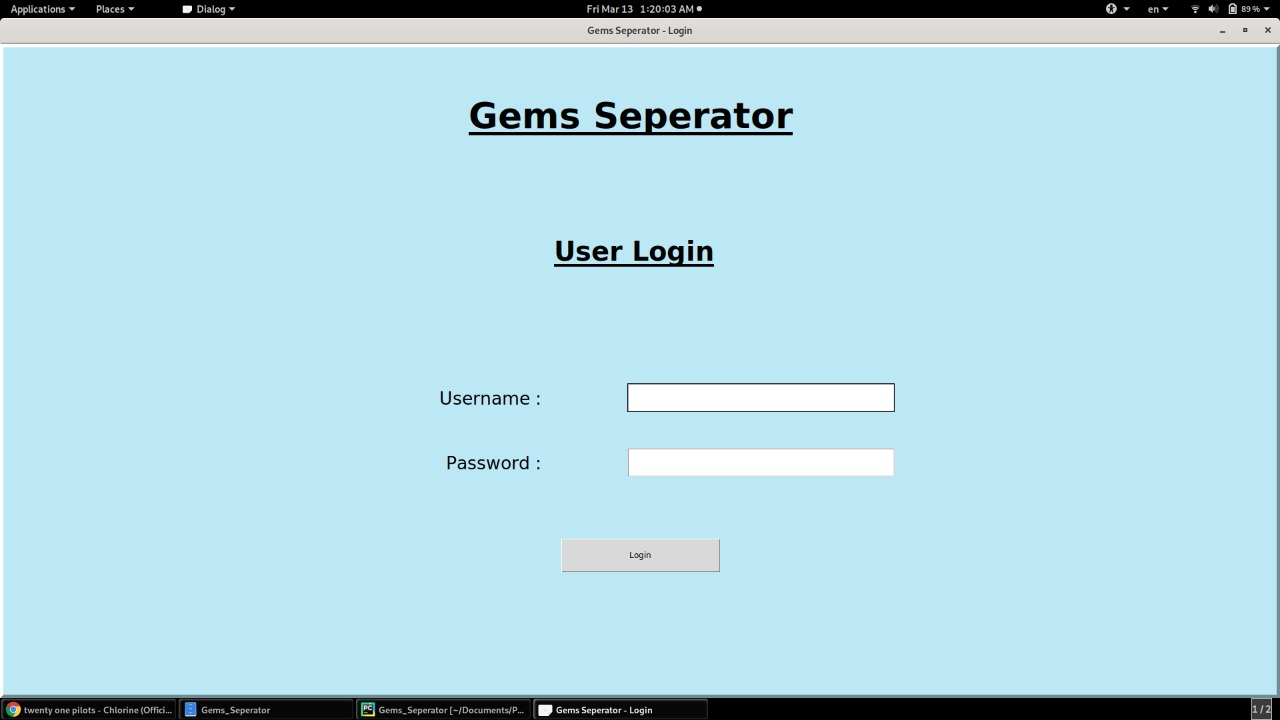 Applications Places Dialog Fri Mar 13 1:20:03 AM en 89%
Gems Seperator - Login
Gems Seperator
User Login
Username :
Password :
Login
twenty one pilots - Chlorine (Offici... Gems_Seperator PC Gems_Seperator [~/Documents/P... Gems Seperator - Login 1 / 2